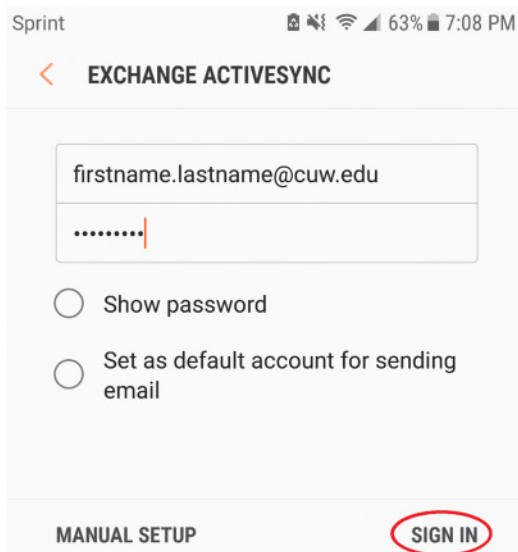 Sprint 63% 7:08 PM
EXCHANGE ACTIVESYNC
firstname.lastname@cuw.edu
•••••••••
Show password
Set as default account for sending
email
MANUAL SETUP SIGN IN